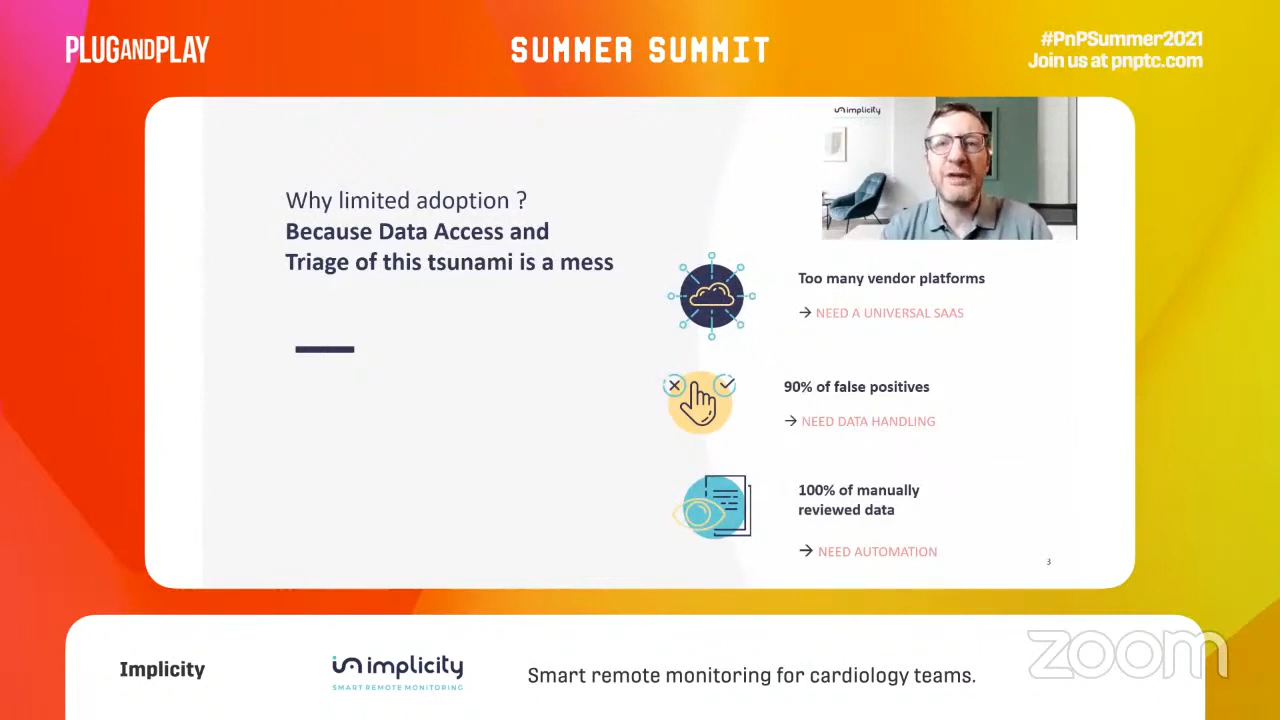 PLUGANDPLAY
SUMMER SUMMIT
#PnPSummer2021
Join us at pnptc.com
implicity
Why limited adoption ?
Because Data Access and
Triage of this tsunami is a mess
Too many vendor platforms
→ NEED A UNIVERSAL SAAS
90% of false positives
→ NEED DATA HANDLING
100% of manually
reviewed data
→ NEED AUTOMATION
3
Implicity
implicity
SMART REMOTE MONITORING
Smart remote monitoring for cardiology teams.
zoom